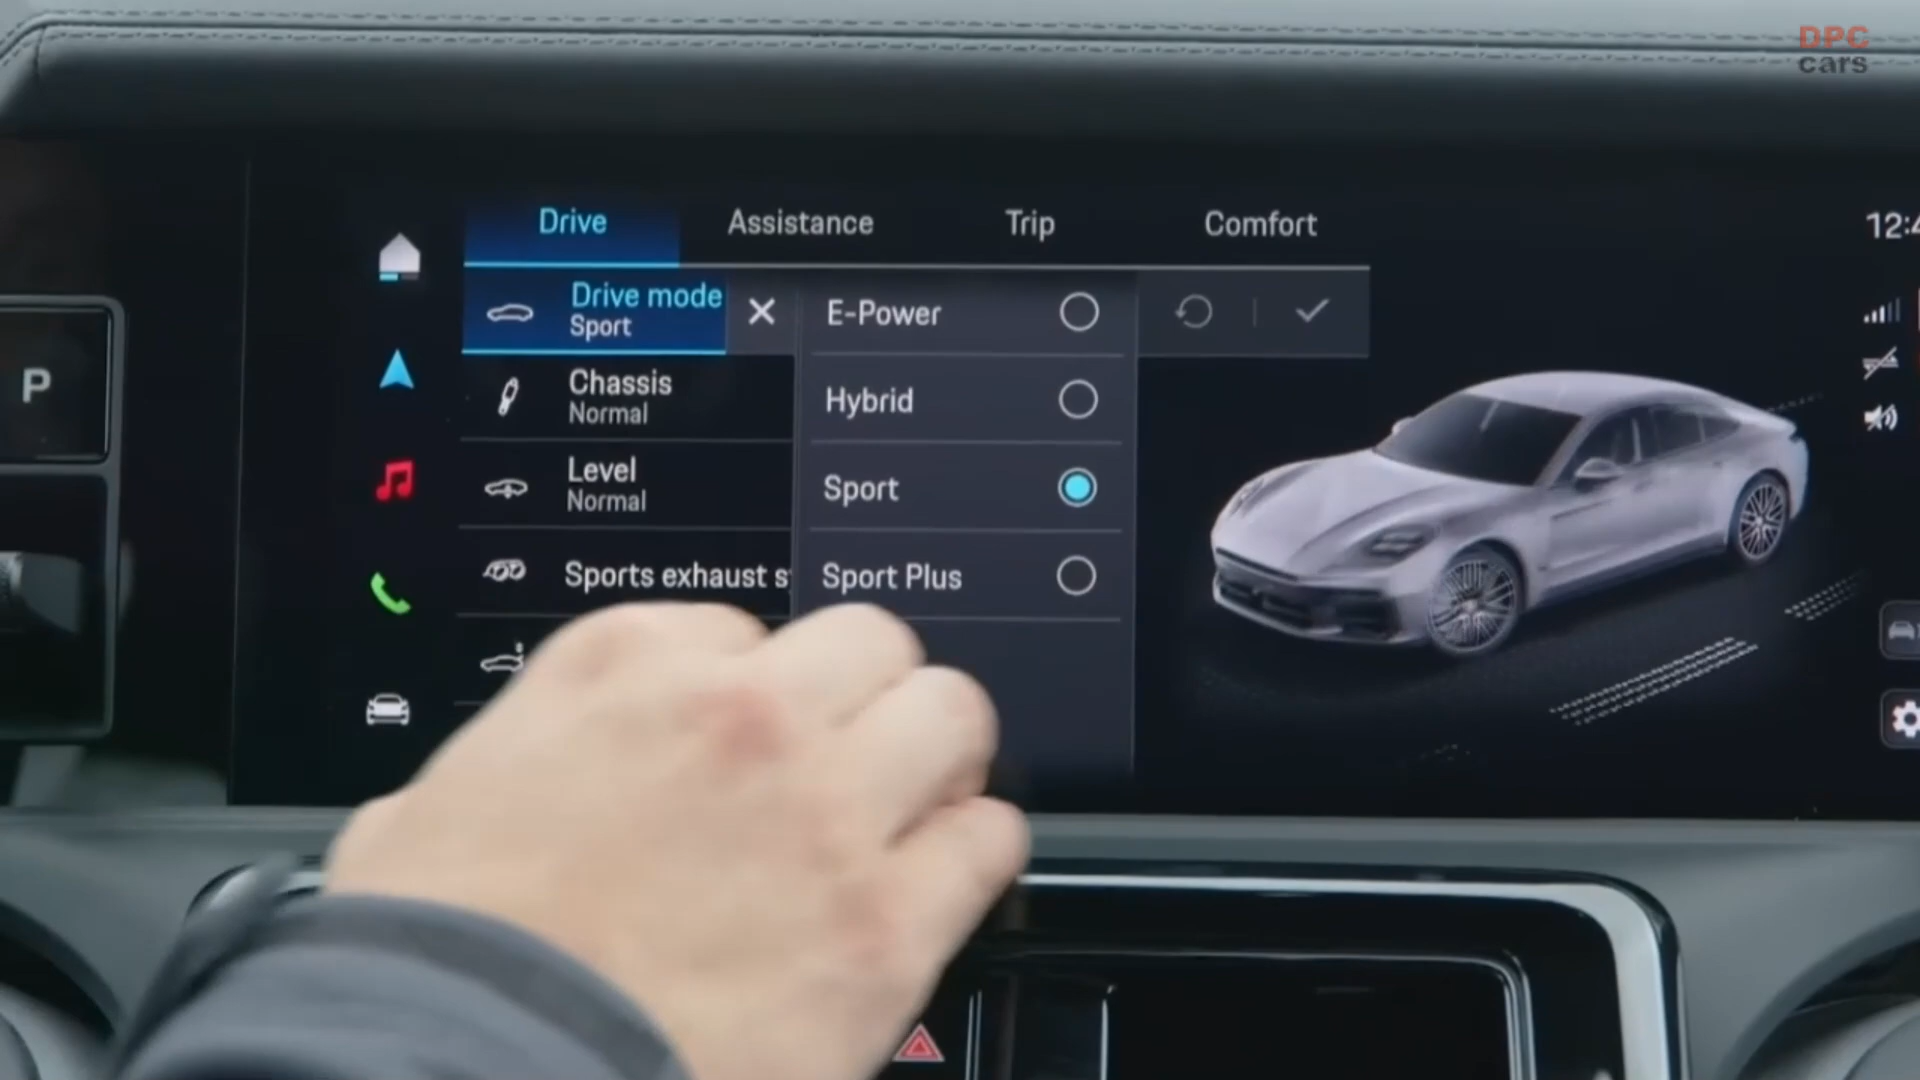 DPC
cars
Drive
Assistance
Trip
Comfort
12:4
Drive mode
Sport
Chassis
Normal
Level
Normal
Sports exhaust s
E-Power
Hybrid
Sport
Sport Plus
P